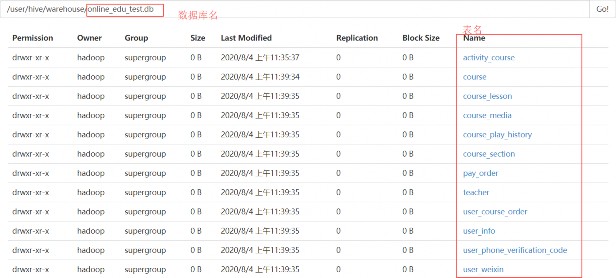 /user/hive/warehouse/online_edu_test.db Go!
数据库名
表名
Permission Owner Group Size Last Modified Replication Block Size Name
drwxr-xr-x hadoop supergroup 0 B 2020/8/4 上午11:35:37 0 0 B activity_course
drwxr-xr-x hadoop supergroup 0 B 2020/8/4 上午11:39:34 0 0 B course
drwxr-xr-x hadoop supergroup 0 B 2020/8/4 上午11:39:35 0 0 B course_lesson
drwxr-xr-x hadoop supergroup 0 B 2020/8/4 上午11:39:35 0 0 B course_media
drwxr-xr-x hadoop supergroup 0 B 2020/8/4 上午11:39:35 0 0 B course_play_history
drwxr-xr-x hadoop supergroup 0 B 2020/8/4 上午11:39:35 0 0 B course_section
drwxr-xr-x hadoop supergroup 0 B 2020/8/4 上午11:39:35 0 0 B pay_order
drwxr-xr-x hadoop supergroup 0 B 2020/8/4 上午11:39:35 0 0 B teacher
drwxr-xr-x hadoop supergroup 0 B 2020/8/4 上午11:39:35 0 0 B user_course_order
drwxr-xr-x hadoop supergroup 0 B 2020/8/4 上午11:39:35 0 0 B user_info
drwxr-xr-x hadoop supergroup 0 B 2020/8/4 上午11:39:35 0 0 B user_phone_verification_code
drwxr-xr-x hadoop supergroup 0 B 2020/8/4 上午11:39:35 0 0 B user_weixin